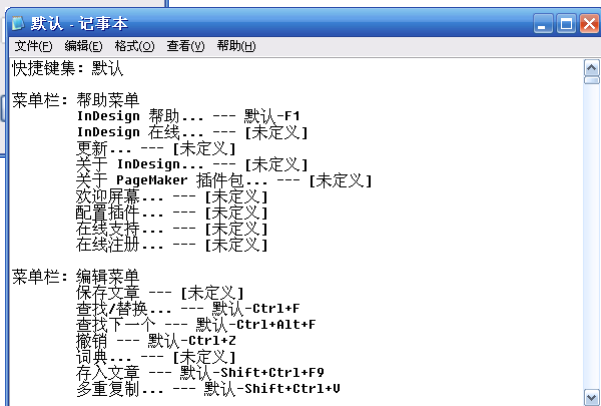 默认 - 记事本
文件(F) 编辑(E) 格式(O) 查看(V) 帮助(H)
快捷键集: 默认
菜单栏: 帮助菜单
InDesign 帮助... --- 默认-F1
InDesign 在线... --- [未定义]
更新... --- [未定义]
关于 InDesign... --- [未定义]
关于 PageMaker 插件包... --- [未定义]
欢迎屏幕... --- [未定义]
配置插件... --- [未定义]
在线支持... --- [未定义]
在线注册... --- [未定义]
菜单栏: 编辑菜单
保存文章 --- [未定义]
查找/替换... --- 默认-Ctrl+F
查找下一个 --- 默认-Ctrl+Alt+F
撤销 --- 默认-Ctrl+Z
词典... --- [未定义]
存入文章 --- 默认-Shift+Ctrl+F9
多重复制... --- 默认-Shift+Ctrl+V